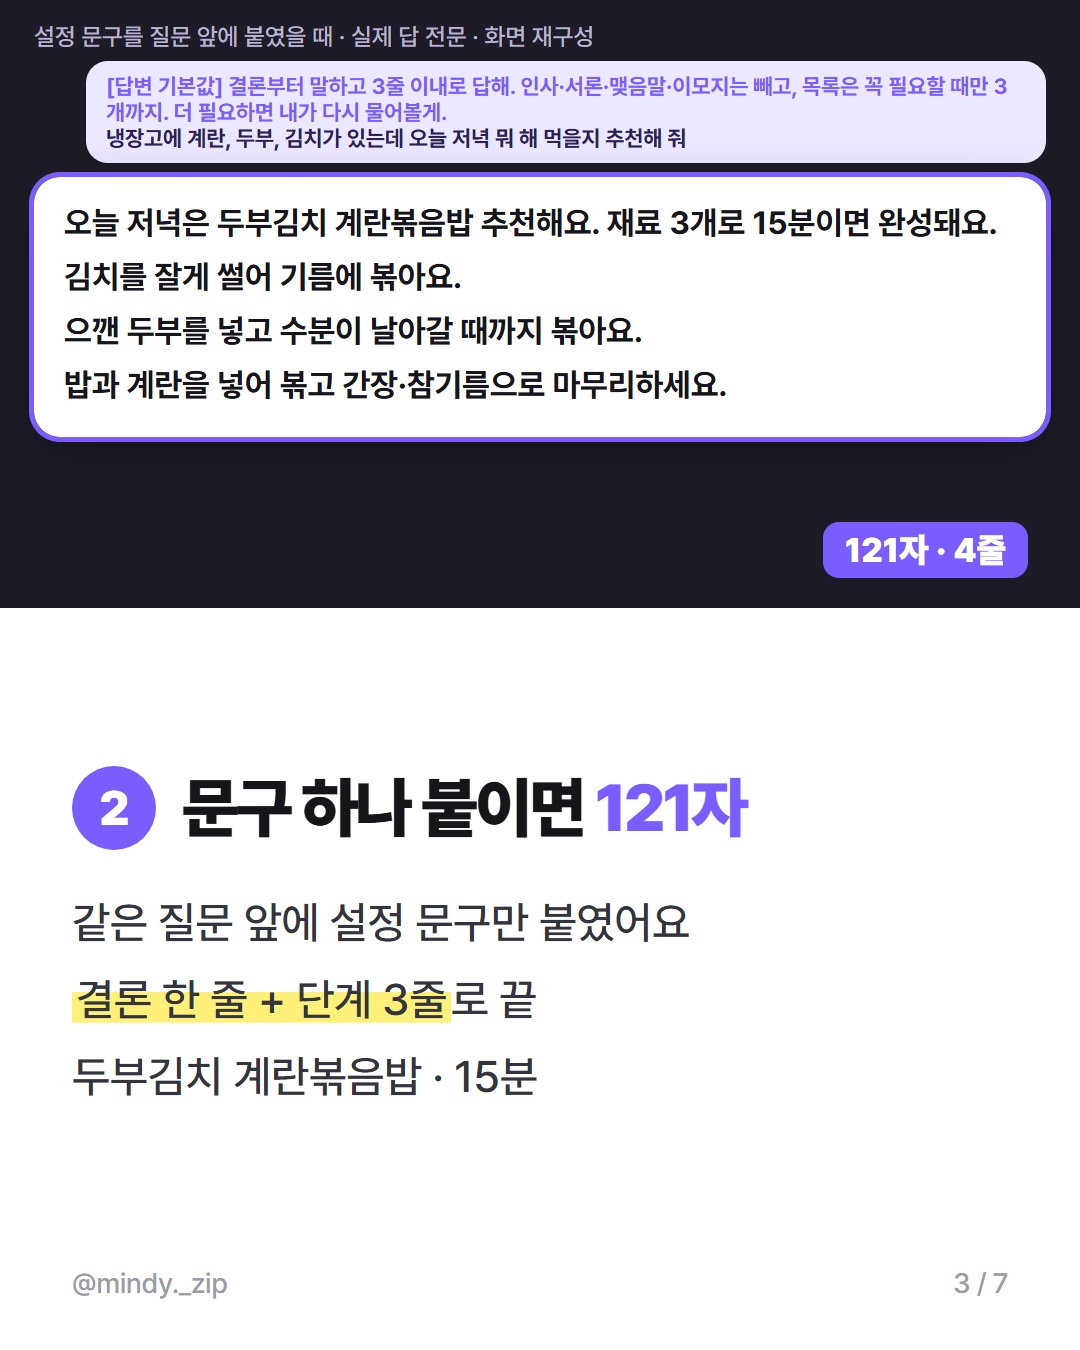 설정 문구를 질문 앞에 붙였을 때 · 실제 답 전문 · 화면 재구성
[답변 기본값] 결론부터 말하고 3줄 이내로 답해. 인사·서론·맺음말·이모지는 빼고, 목록은 꼭 필요할 때만 3
개까지. 더 필요하면 내가 다시 물어볼게.
냉장고에 계란, 두부, 김치가 있는데 오늘 저녁 뭐 해 먹을지 추천해 줘
오늘 저녁은 두부김치 계란볶음밥 추천해요. 재료 3개로 15분이면 완성돼요.
김치를 잘게 썰어 기름에 볶아요.
으깬 두부를 넣고 수분이 날아갈 때까지 볶아요.
밥과 계란을 넣어 볶고 간장·참기름으로 마무리하세요.
121자 · 4줄
2 문구 하나 붙이면 121자
같은 질문 앞에 설정 문구만 붙였어요
결론 한 줄 + 단계 3줄로 끝
두부김치 계란볶음밥 · 15분
@mindy._zip 3 / 7